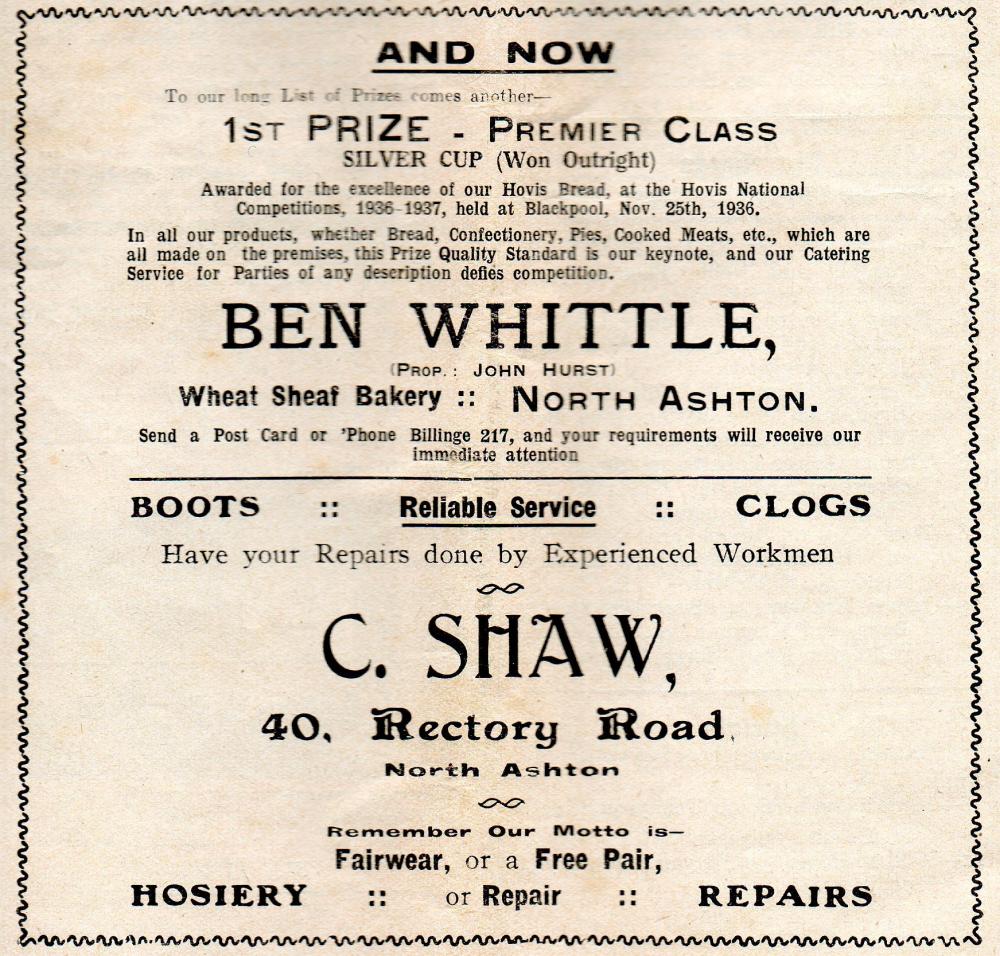 AND NOW
To our long List of Prizes comes another—
1ST PRIZE - PREMIER CLASS
SILVER CUP (Won Outright)
Awarded for the excellence of our Hovis Bread, at the Hovis National
Competitions, 1936-1937, held at Blackpool, Nov. 25th, 1936.
In all our products, whether Bread, Confectionery, Pies, Cooked Meats, etc., which are
all made on the premises, this Prize Quality Standard is our keynote, and our Catering
Service for Parties of any description defies competition.
BEN WHITTLE,
(PROP.: JOHN HURST)
Wheat Sheaf Bakery :: NORTH ASHTON.
Send a Post Card or 'Phone Billinge 217, and your requirements will receive our
immediate attention
BOOTS :: Reliable Service :: CLOGS
Have your Repairs done by Experienced Workmen
C. SHAW,
40, Rectory Road,
North Ashton
Remember Our Motto is—
Fairwear, or a Free Pair,
HOSIERY :: or Repair :: REPAIRS